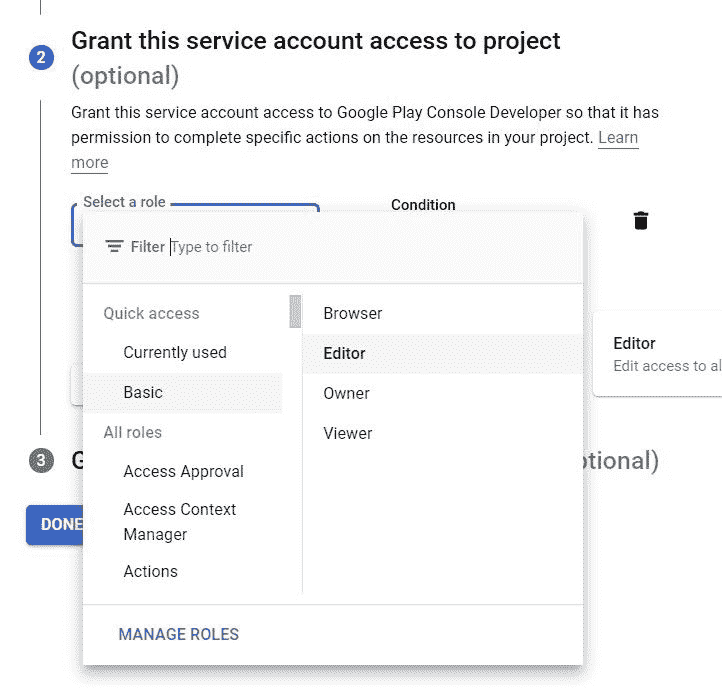 2
Grant this service account access to project
(optional)
Grant this service account access to Google Play Console Developer so that it has
permission to complete specific actions on the resources in your project. Learn
more
Select a role
Condition
Filter Type to filter
Quick access
Currently used
Basic
All roles
Access Approval
Access Context
Manager
Actions
Browser
Editor
Owner
Viewer
Editor
Edit access to al
3
G
ptional)
DONE
MANAGE ROLES